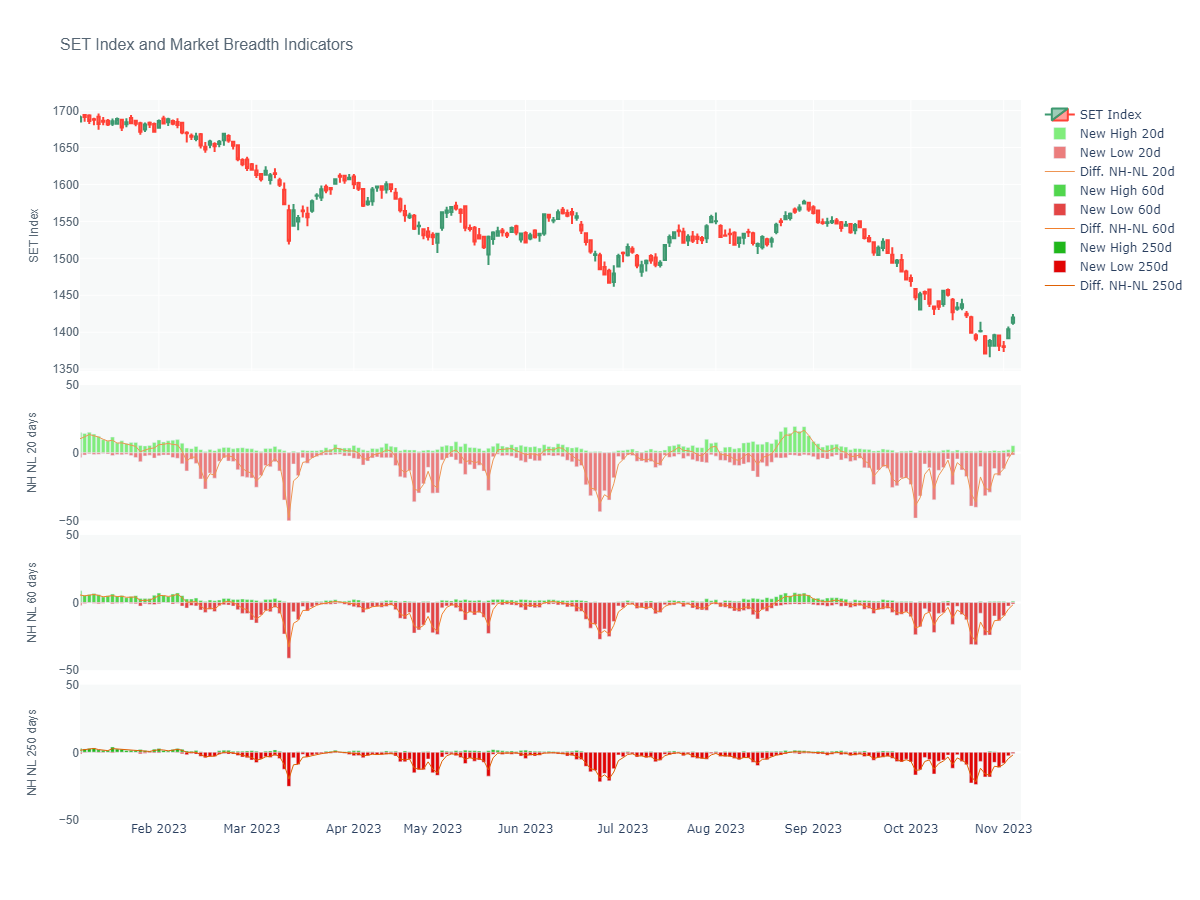 SET Index and Market Breadth Indicators
1700
1650
1600
1550
1500
1450
1400
1350
SET Index
SET Index
New High 20d
New Low 20d
Diff. NH-NL 20d
New High 60d
New Low 60d
Diff. NH-NL 60d
New High 250d
New Low 250d
Diff. NH-NL 250d
50
0
−50
NH NL 20 days
50
0
−50
NH NL 60 days
50
0
−50
NH NL 250 days
Feb 2023 Mar 2023 Apr 2023 May 2023 Jun 2023 Jul 2023 Aug 2023 Sep 2023 Oct 2023 Nov 2023